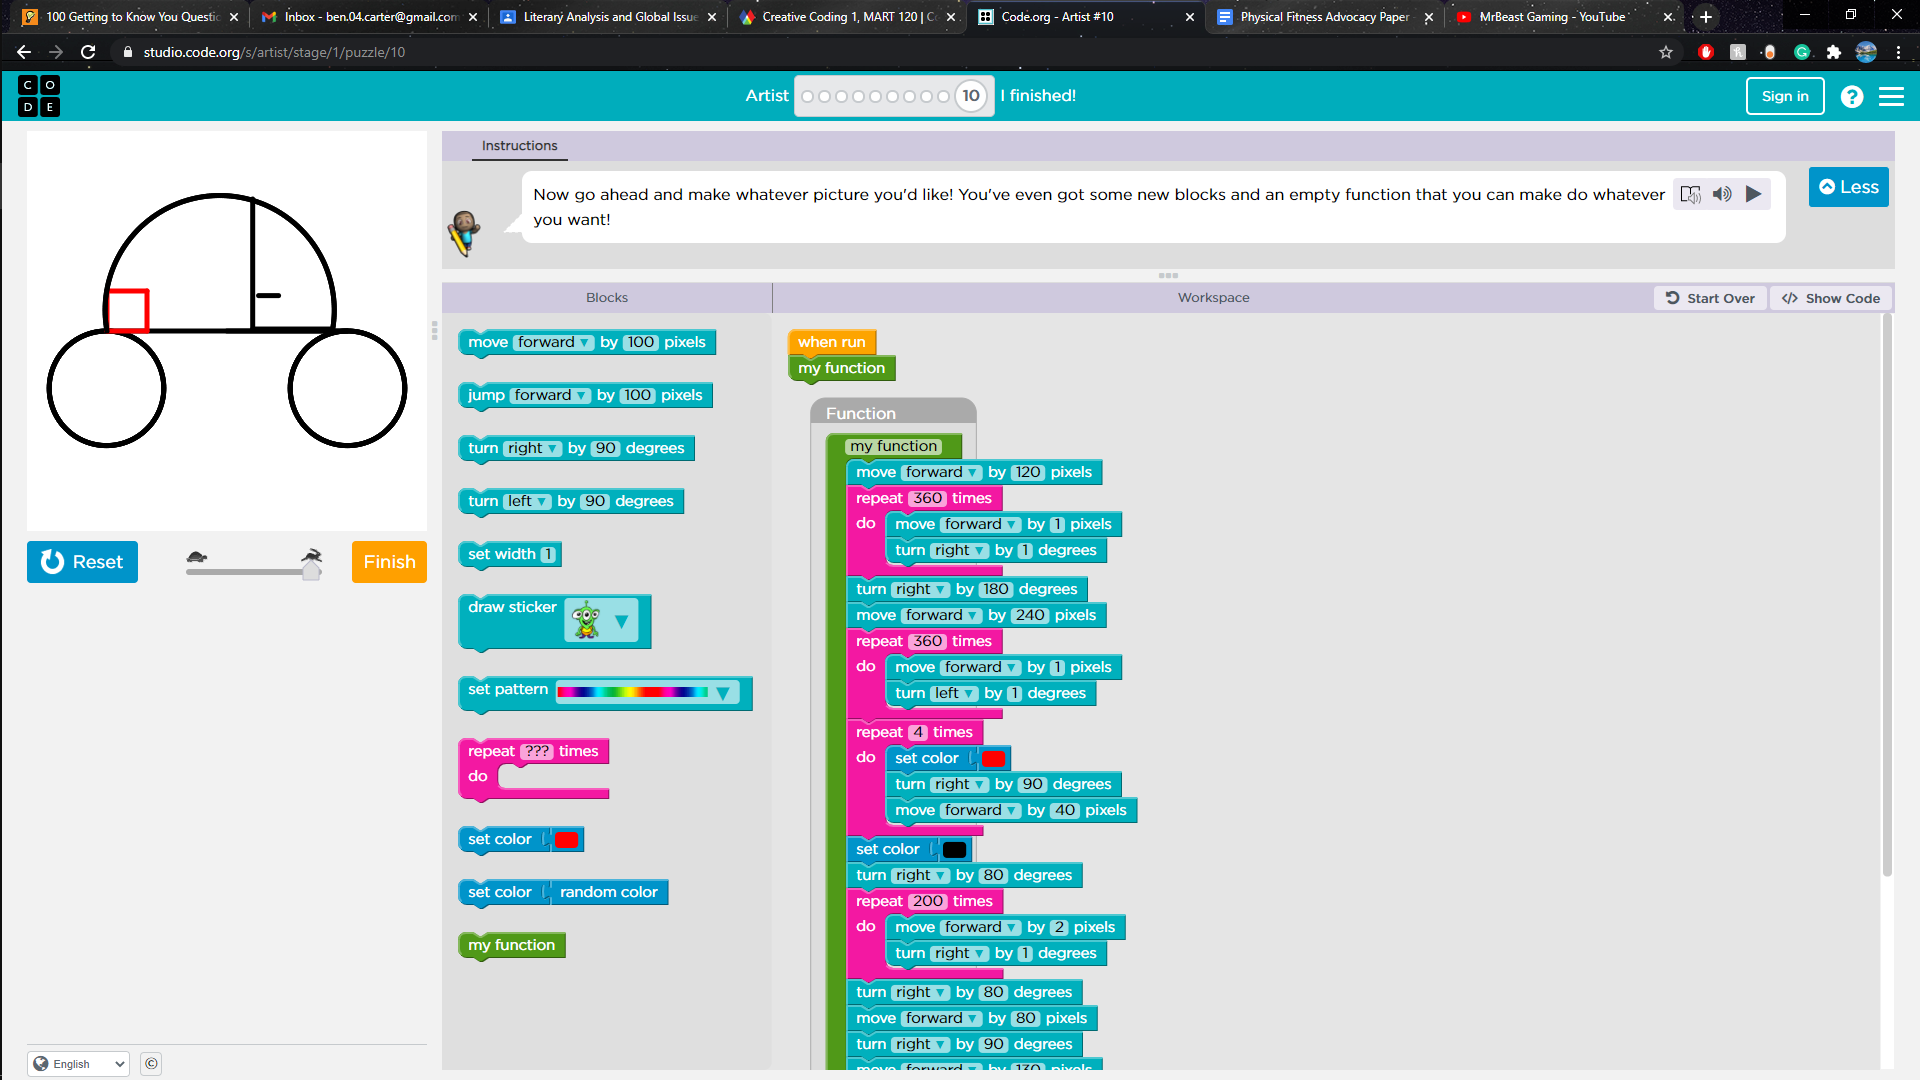 100 Getting to Know You Questi
Inbox - ben.04.carter@gmail.com
Literary Analysis and Global Issue
Creative Coding 1, MART 120 | C
Code.org - Artist #10
Physical Fitness Advocacy Paper
MrBeast Gaming - YouTube
studio.code.org/s/artist/stage/1/puzzle/10
C O
D E
Artist
10
I finished!
Sign in
?
Instructions
Now go ahead and make whatever picture you'd like! You've even got some new blocks and an empty function that you can make do whatever
you want!
Less
Blocks
Workspace
Start Over
</> Show Code
move forward by 100 pixels
jump forward by 100 pixels
turn right by 90 degrees
turn left by 90 degrees
set width 1
draw sticker
set pattern
repeat ??? times
do
set color
set color random color
my function
when run
my function
Function
my function
move forward by 120 pixels
repeat 360 times
do move forward by 1 pixels
turn right by 1 degrees
turn right by 180 degrees
move forward by 240 pixels
repeat 360 times
do move forward by 1 pixels
turn left by 1 degrees
repeat 4 times
do set color
turn right by 90 degrees
move forward by 40 pixels
set color
turn right by 80 degrees
repeat 200 times
do move forward by 2 pixels
turn right by 1 degrees
turn right by 80 degrees
move forward by 80 pixels
turn right by 90 degrees
move forward by 130 pixels
Reset
Finish
English
©